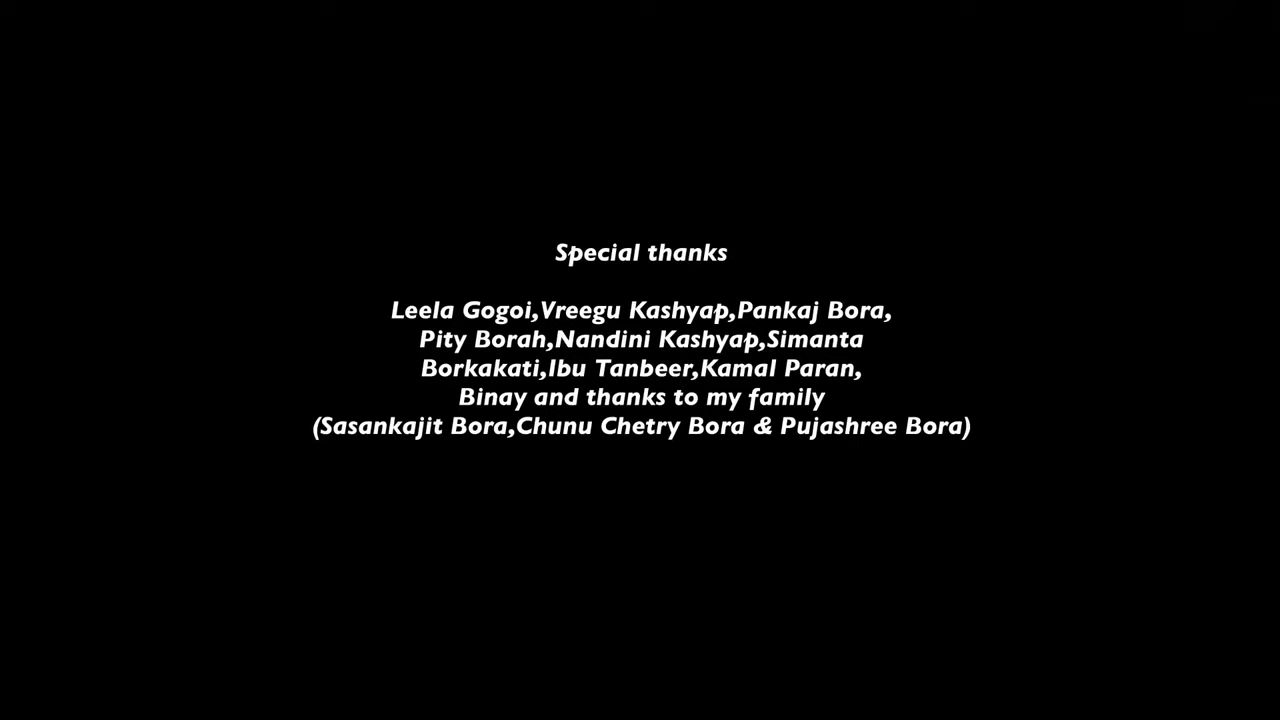 Special thanks
Leela Gogoi,Vreegu Kashyap,Pankaj Bora,
Pity Borah,Nandini Kashyap,Simanta
Borkakati,Ibu Tanbeer,Kamal Paran,
Binay and thanks to my family
(Sasankajit Bora,Chunu Chetry Bora & Pujashree Bora)